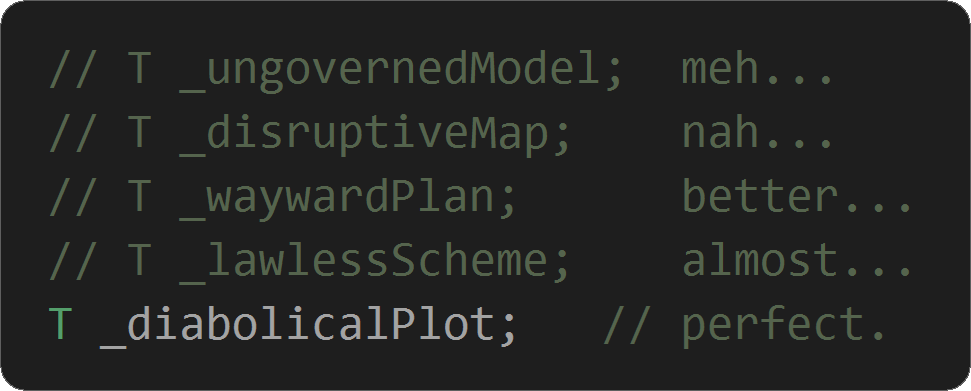 // T _ungovernedModel;  meh...
// T _disruptiveMap;    nah...
// T _waywardPlan;      better...
// T _lawlessScheme;    almost...
T _diabolicalPlot;   // perfect.